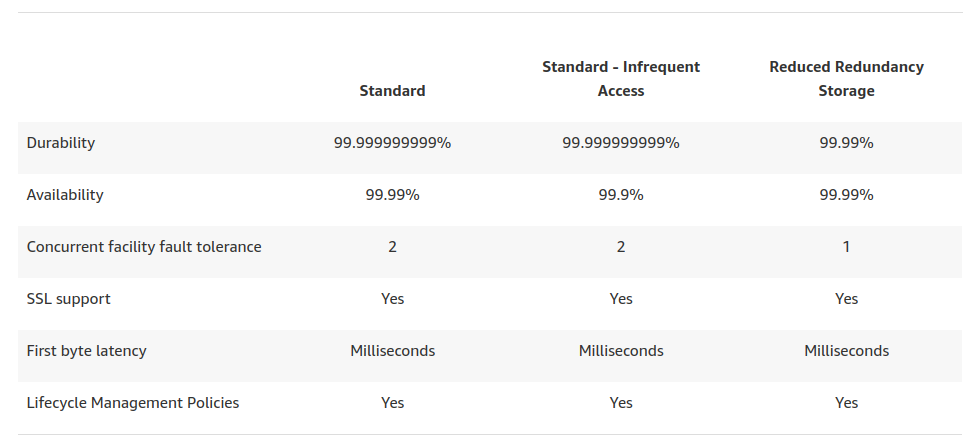 Standard Standard - Infrequent Access Reduced Redundancy Storage
Durability 99.999999999% 99.999999999% 99.99%
Availability 99.99% 99.9% 99.99%
Concurrent facility fault tolerance 2 2 1
SSL support Yes Yes Yes
First byte latency Milliseconds Milliseconds Milliseconds
Lifecycle Management Policies Yes Yes Yes